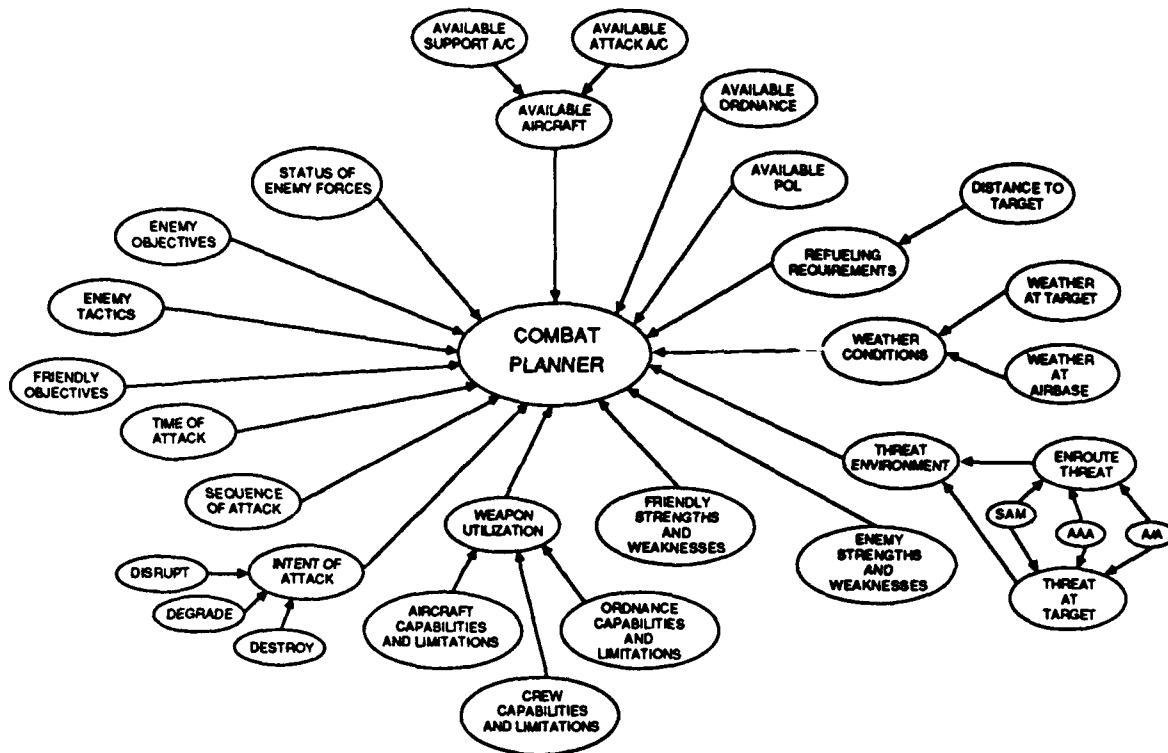 AVAILABLE
SUPPORT A/C
AVAILABLE
ATTACK A/C
AVAILABLE
AIRCRAFT
AVAILABLE
ORDNANCE
STATUS OF
ENEMY FORCES
AVAILABLE
POL
DISTANCE TO
TARGET
ENEMY
OBJECTIVES
REFUELING
REQUIREMENTS
ENEMY
TACTICS
WEATHER
AT TARGET
COMBAT
PLANNER
WEATHER
CONDITIONS
WEATHER
AT
AIRBASE
FRIENDLY
OBJECTIVES
TIME OF
ATTACK
THREAT
ENVIRONMENT
ENROUTE
THREAT
SEQUENCE
OF ATTACK
WEAPON
UTILIZATION
FRIENDLY
STRENGTHS
AND
WEAKNESSES
ENEMY
STRENGTHS
AND
WEAKNESSES
SAM
AAA
A/A
THREAT
AT
TARGET
DISRUPT
INTENT OF
ATTACK
DEGRADE
DESTROY
AIRCRAFT
CAPABILITIES
AND LIMITATIONS
ORDNANCE
CAPABILITIES
AND
LIMITATIONS
CREW
CAPABILITIES
AND LIMITATIONS